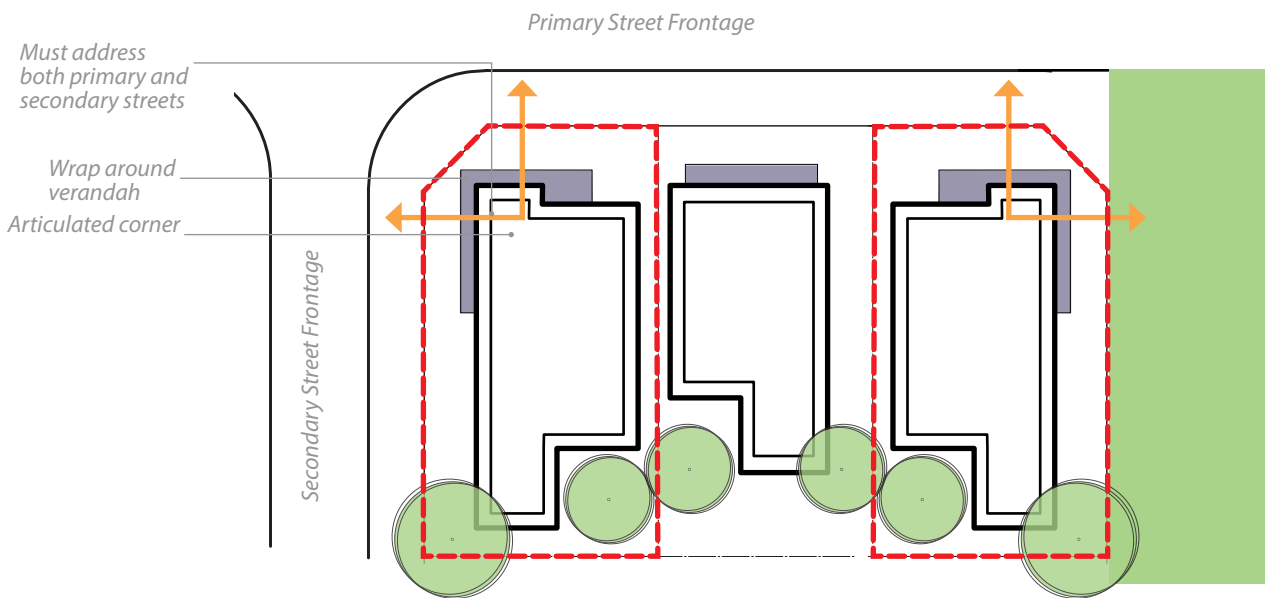 Primary Street Frontage
Must address
both primary and
secondary streets
Wrap around
verandah
Articulated corner
Secondary Street Frontage